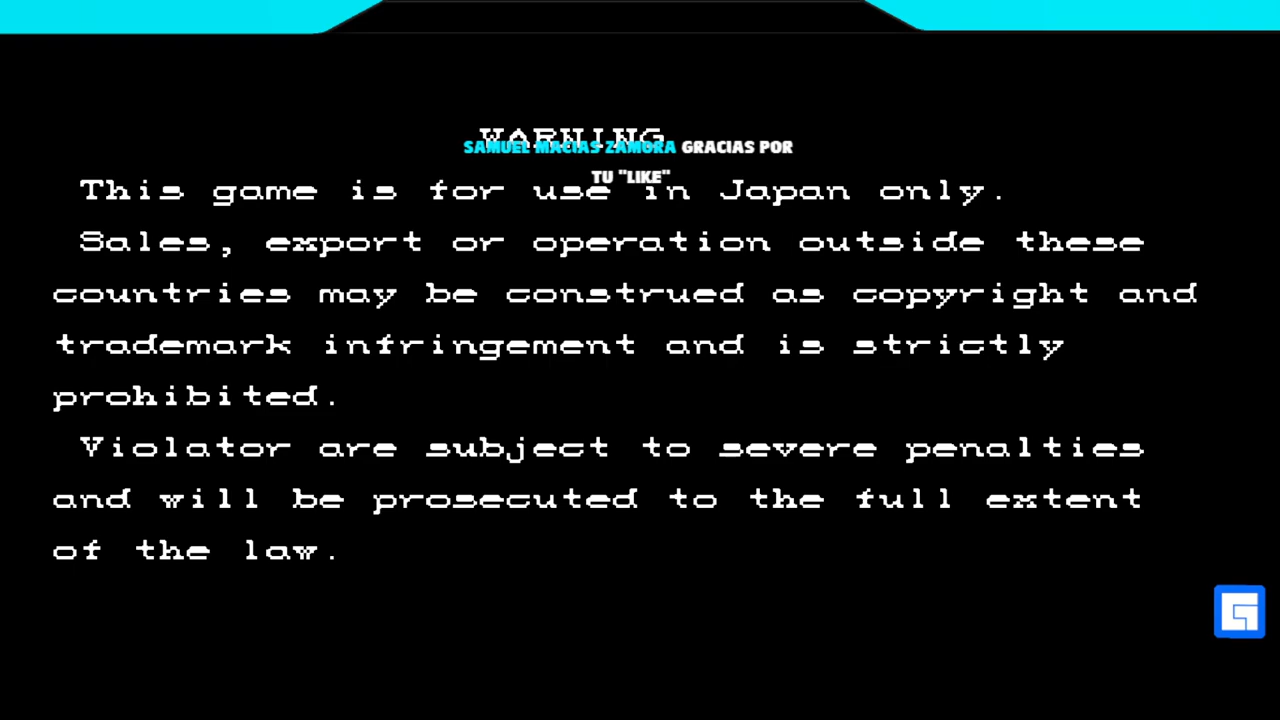 WARNING
SAMUEL MACIAS ZAMORA GRACIAS POR
TU "LIKE"
This game is for use in Japan only.
Sales, export or operation outside these
countries may be construed as copyright and
trademark infringement and is strictly
prohibited.
Violator are subject to severe penalties
and will be prosecuted to the full extent
of the law.